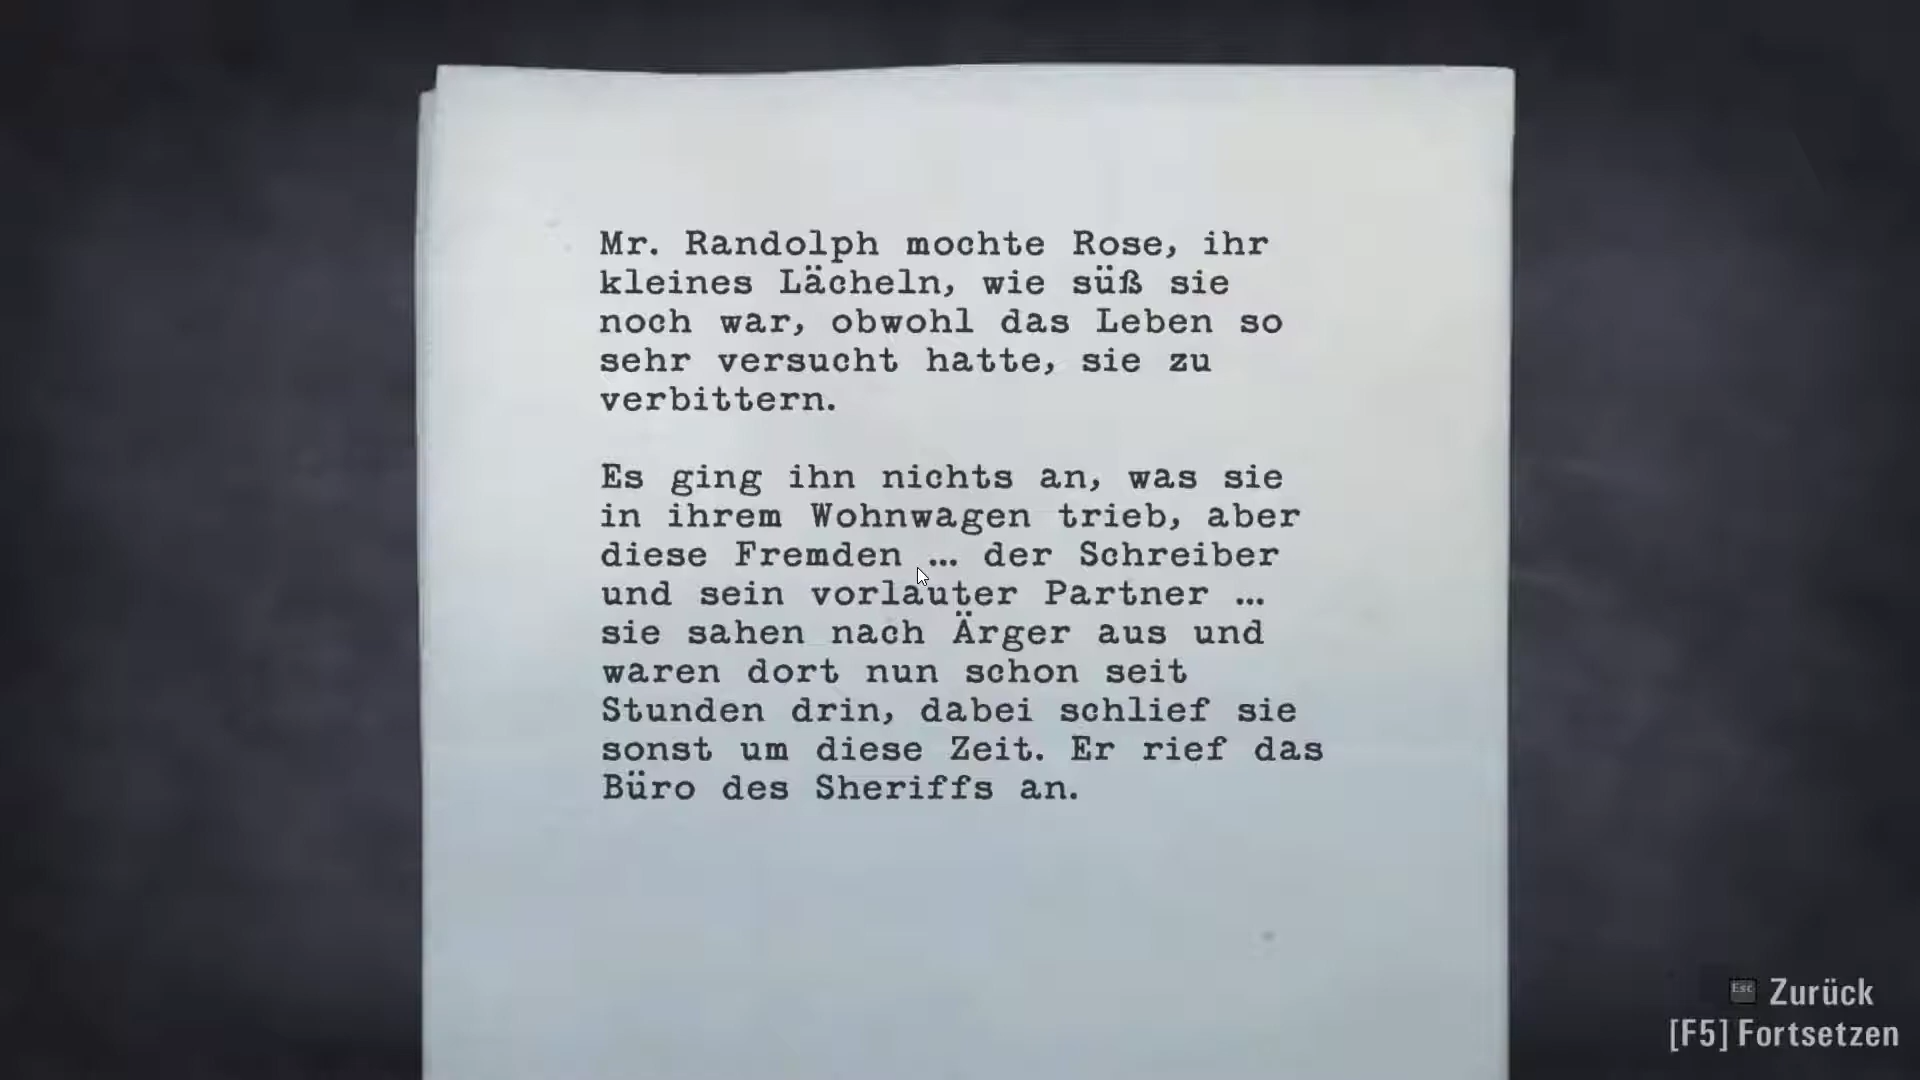 Mr. Randolph mochte Rose, ihr
kleines Lächeln, wie süß sie
noch war, obwohl das Leben so
sehr versucht hatte, sie zu
verbittern.
Es ging ihn nichts an, was sie
in ihrem Wohnwagen trieb, aber
diese Fremden ... der Schreiber
und sein vorlauter Partner ...
sie sahen nach Ärger aus und
waren dort nun schon seit
Stunden drin, dabei schlief sie
sonst um diese Zeit. Er rief das
Büro des Sheriffs an.
Esc Zurück
[F5] Fortsetzen